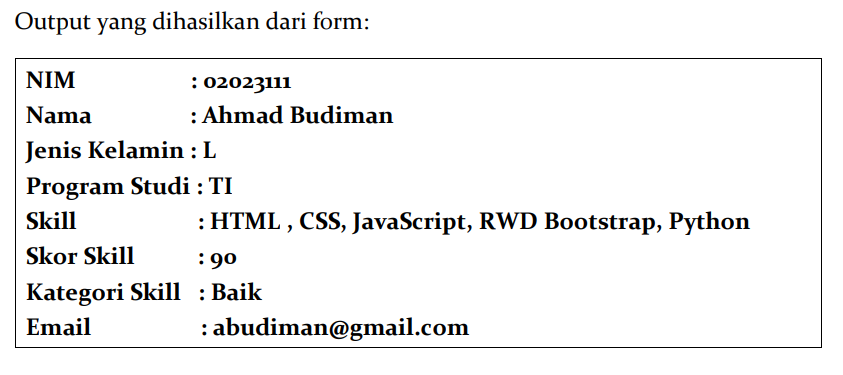 Output yang dihasilkan dari form:
NIM : 02023111
Nama : Ahmad Budiman
Jenis Kelamin : L
Program Studi : TI
Skill : HTML , CSS, JavaScript, RWD Bootstrap, Python
Skor Skill : 90
Kategori Skill : Baik
Email : abudiman@gmail.com